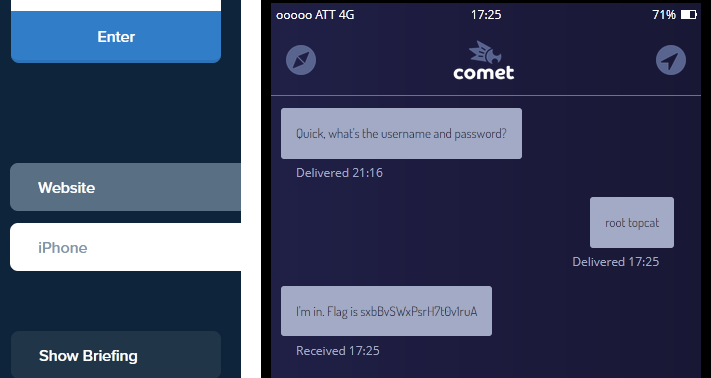 Enter
Website
iPhone
Show Briefing
ooooo ATT 4G 17:25 71%
comet
Quick, what's the username and password?
Delivered 21:16
root topcat
Delivered 17:25
I'm in. Flag is sxbBvSWxPsrH7t0v1ruA
Received 17:25